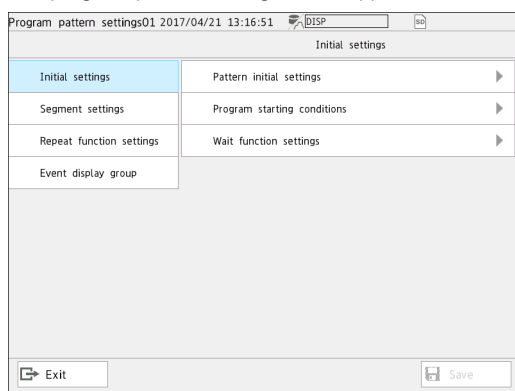 Program pattern settings01 2017/04/21 13:16:51 DISP SD
Initial settings
Initial settings
Pattern initial settings
Segment settings
Program starting conditions
Repeat function settings
Wait function settings
Event display group
Exit
Save